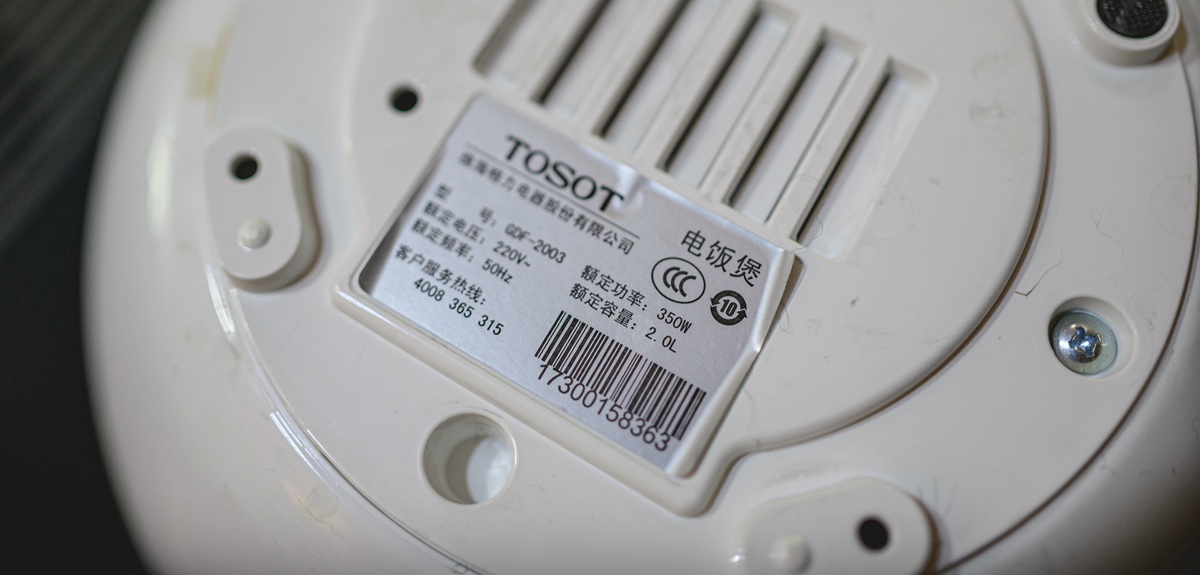 TOSOT
珠海格力电器股份有限公司
电饭煲
型 号: GDF-2003
额定电压: 220V~
额定功率: 350W
额定频率: 50Hz
额定容量: 2.0L
客户服务热线:
4008 365 315
CCC
10
17300158363